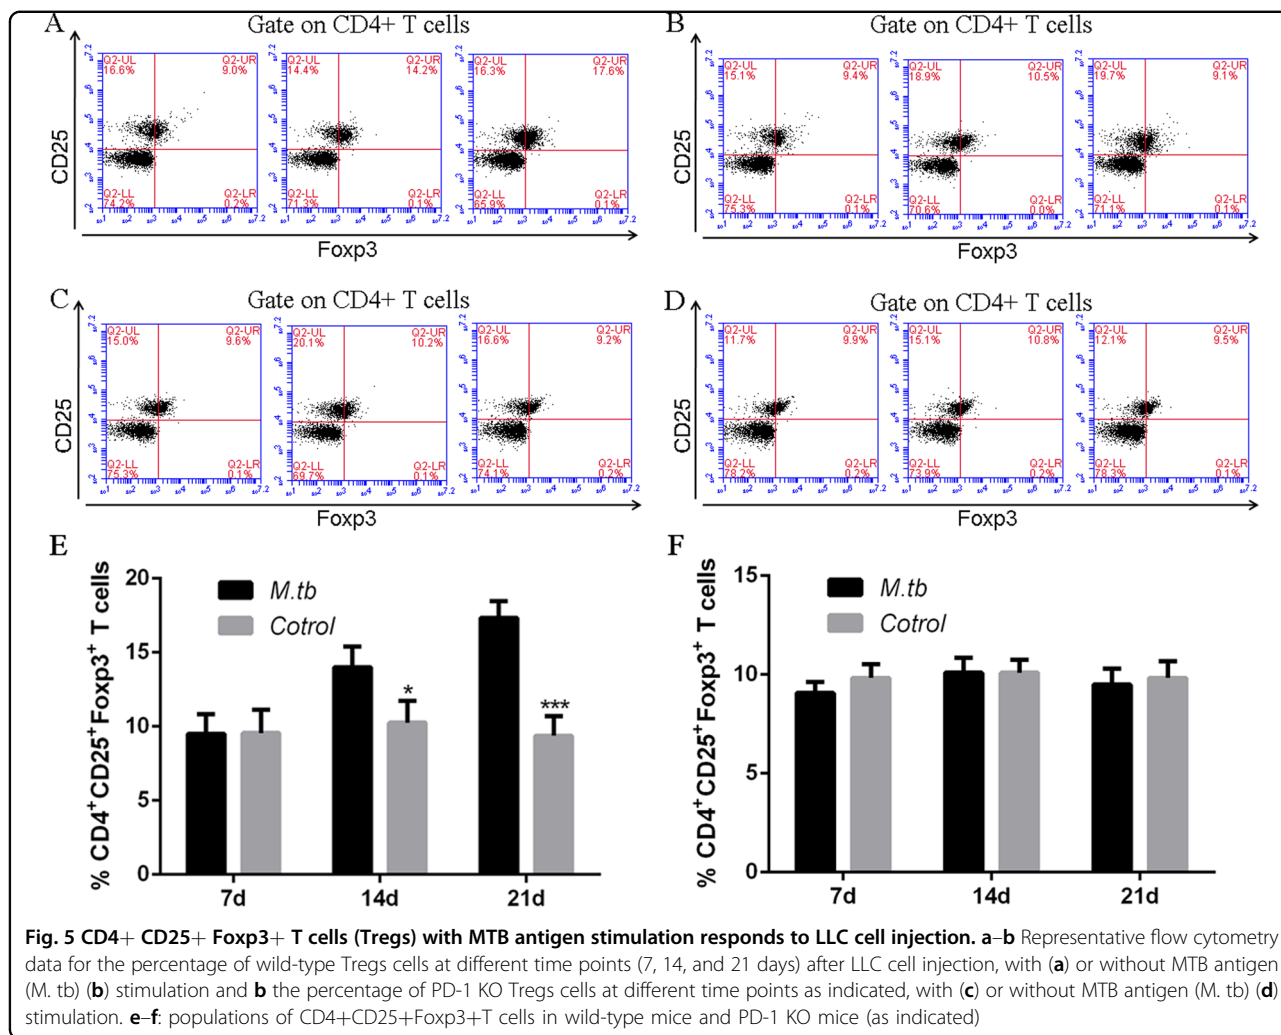 A
Gate on CD4+ T cells
CD25
Q2-UL
16.6%
Q2-UR
9.0%
Q2-LL
74.2%
Q2-LR
0.2%
Q2-UL
14.4%
Q2-UR
14.2%
Q2-LL
71.3%
Q2-LR
0.1%
Q2-UL
16.3%
Q2-UR
17.6%
Q2-LL
65.9%
Q2-LR
0.1%
Foxp3
B
Gate on CD4+ T cells
CD25
Q2-UL
15.1%
Q2-UR
9.4%
Q2-LL
75.3%
Q2-LR
0.1%
Q2-UL
18.9%
Q2-UR
10.5%
Q2-LL
70.6%
Q2-LR
0.0%
Q2-UL
19.7%
Q2-UR
9.1%
Q2-LL
71.1%
Q2-LR
0.1%
Foxp3
C
Gate on CD4+ T cells
CD25
Q2-UL
15.0%
Q2-UR
9.6%
Q2-LL
75.3%
Q2-LR
0.1%
Q2-UL
20.1%
Q2-UR
10.2%
Q2-LL
69.7%
Q2-LR
0.1%
Q2-UL
16.6%
Q2-UR
9.2%
Q2-LL
74.1%
Q2-LR
0.2%
Foxp3
D
Gate on CD4+ T cells
CD25
Q2-UL
11.7%
Q2-UR
9.9%
Q2-LL
78.2%
Q2-LR
0.2%
Q2-UL
15.1%
Q2-UR
10.8%
Q2-LL
73.9%
Q2-LR
0.2%
Q2-UL
12.1%
Q2-UR
9.5%
Q2-LL
78.3%
Q2-LR
0.1%
Foxp3
E
% CD4⁺CD25⁺Foxp3⁺ T cells
20
15
10
5
0
M.tb
Cotrol
*
***
7d
14d
21d
F
% CD4⁺CD25⁺Foxp3⁺ T cells
15
10
5
0
M.tb
Cotrol
7d
14d
21d
Fig. 5 CD4+ CD25+ Foxp3+ T cells (Tregs) with MTB antigen stimulation responds to LLC cell injection. a–b Representative flow cytometry
data for the percentage of wild-type Tregs cells at different time points (7, 14, and 21 days) after LLC cell injection, with (a) or without MTB antigen
(M. tb) (b) stimulation and b the percentage of PD-1 KO Tregs cells at different time points as indicated, with (c) or without MTB antigen (M. tb) (d)
stimulation. e–f: populations of CD4+CD25+Foxp3+T cells in wild-type mice and PD-1 KO mice (as indicated)